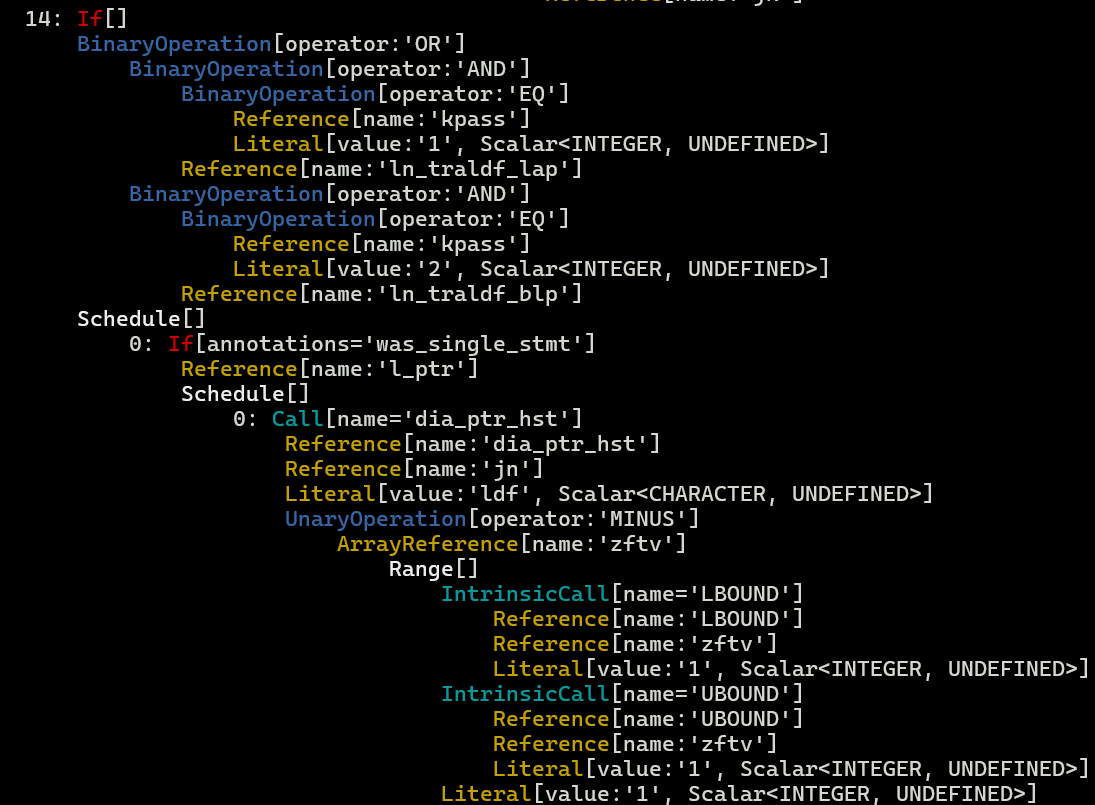 14: If[]
BinaryOperation[operator:'OR']
BinaryOperation[operator:'AND']
BinaryOperation[operator:'EQ']
Reference[name:'kpass']
Literal[value:'1', Scalar<INTEGER, UNDEFINED>]
Reference[name:'ln_traldf_lap']
BinaryOperation[operator:'AND']
BinaryOperation[operator:'EQ']
Reference[name:'kpass']
Literal[value:'2', Scalar<INTEGER, UNDEFINED>]
Reference[name:'ln_traldf_blp']
Schedule[]
0: If[annotations='was_single_stmt']
Reference[name:'l_ptr']
Schedule[]
0: Call[name='dia_ptr_hst']
Reference[name:'dia_ptr_hst']
Reference[name:'jn']
Literal[value:'ldf', Scalar<CHARACTER, UNDEFINED>]
UnaryOperation[operator:'MINUS']
ArrayReference[name:'zftv']
Range[]
IntrinsicCall[name='LBOUND']
Reference[name:'LBOUND']
Reference[name:'zftv']
Literal[value:'1', Scalar<INTEGER, UNDEFINED>]
IntrinsicCall[name='UBOUND']
Reference[name:'UBOUND']
Reference[name:'zftv']
Literal[value:'1', Scalar<INTEGER, UNDEFINED>]
Literal[value:'1', Scalar<INTEGER, UNDEFINED>]